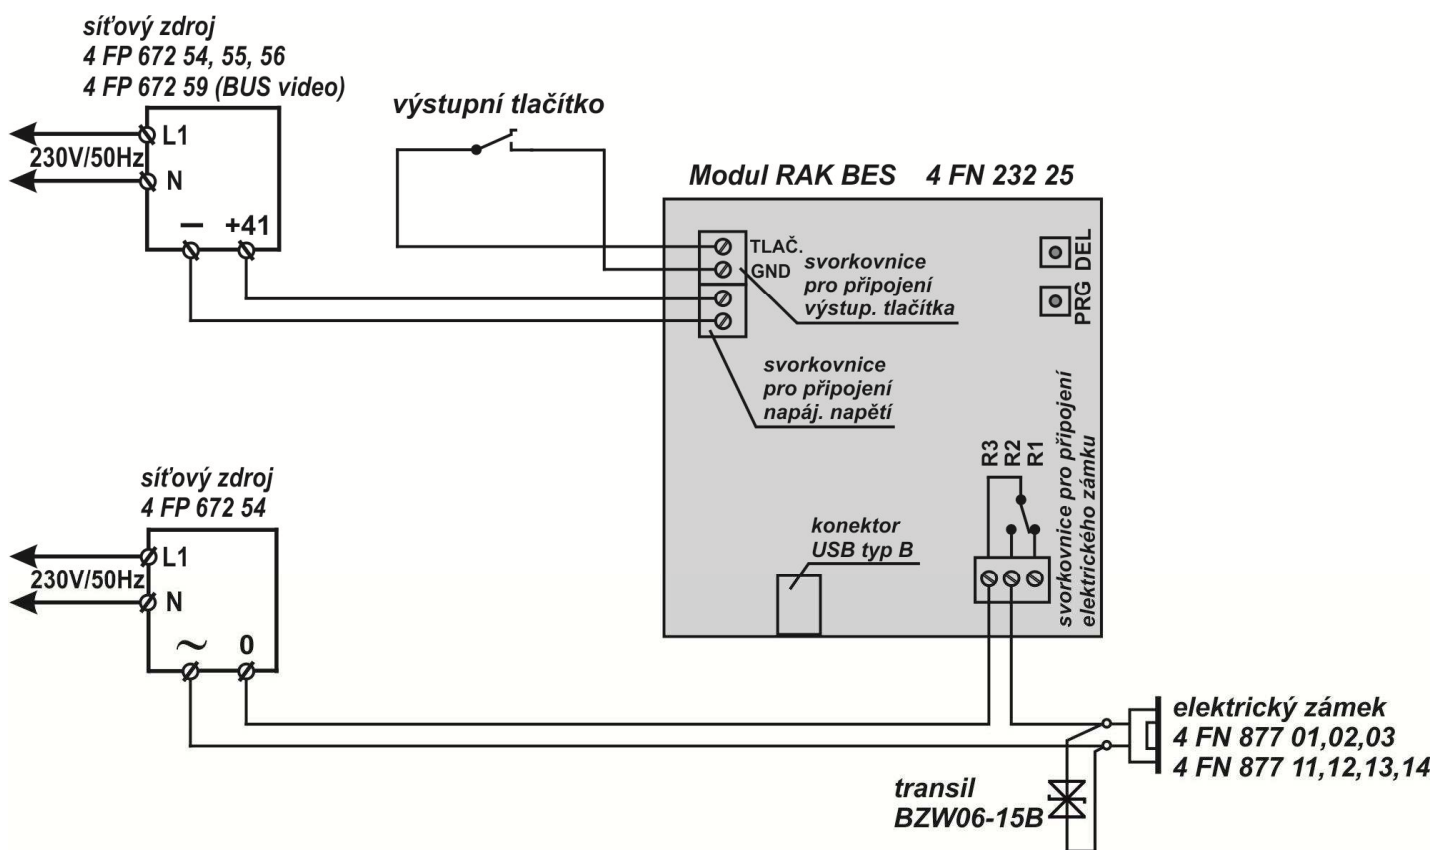 síťový zdroj
4 FP 672 54, 55, 56
4 FP 672 59 (BUS video)
L1
230V/50Hz
N
— +41
výstupní tlačítko
Modul RAK BES 4 FN 232 25
TLAČ.
GND
svorkovnice
pro připojení
výstup. tlačítka
DEL
PRG
svorkovnice
pro připojení
napáj. napětí
R3
R2
R1
svorkovnice pro připojení
elektrického zámku
konektor
USB typ B
síťový zdroj
4 FP 672 54
L1
230V/50Hz
N
~ 0
elektrický zámek
4 FN 877 01,02,03
4 FN 877 11,12,13,14
transil
BZW06-15B